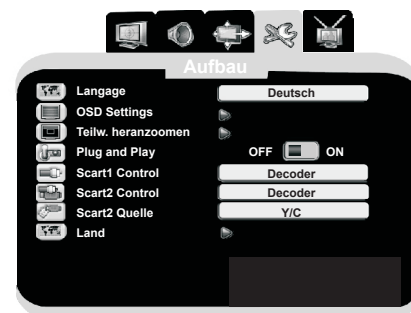 Aufbau
Langage Deutsch
OSD Settings
Teilw. heranzoomen
Plug and Play OFF ON
Scart1 Control Decoder
Scart2 Control Decoder
Scart2 Quelle Y/C
Land